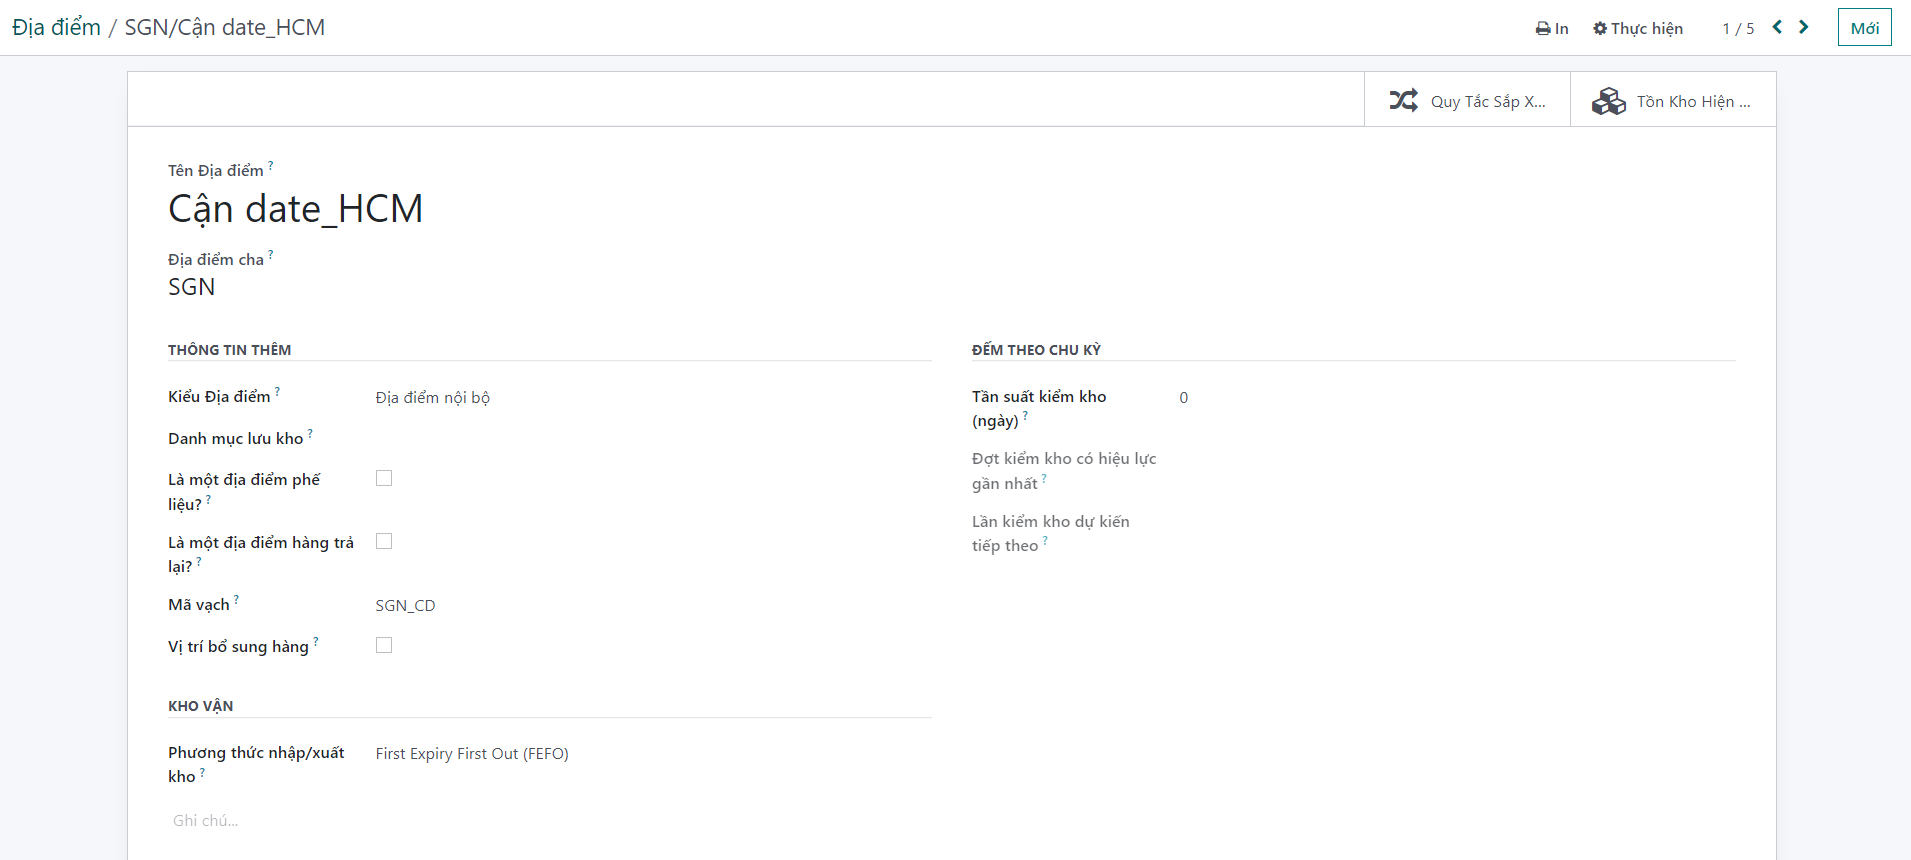 Địa điểm / SGN/Cận date_HCM
In
Thực hiện
1 / 5
Mới
Quy Tắc Sắp X...
Tồn Kho Hiện ...
Tên Địa điểm ?
Cận date_HCM
Địa điểm cha ?
SGN
THÔNG TIN THÊM
Kiểu Địa điểm ?
Địa điểm nội bộ
Danh mục lưu kho ?
Là một địa điểm phế
liệu? ?
Là một địa điểm hàng trả
lại? ?
Mã vạch ?
SGN_CD
Vị trí bổ sung hàng ?
ĐẾM THEO CHU KỲ
Tần suất kiểm kho
(ngày) ?
0
Đợt kiểm kho có hiệu lực
gần nhất ?
Lần kiểm kho dự kiến
tiếp theo ?
KHO VẬN
Phương thức nhập/xuất
kho ?
First Expiry First Out (FEFO)
Ghi chú...